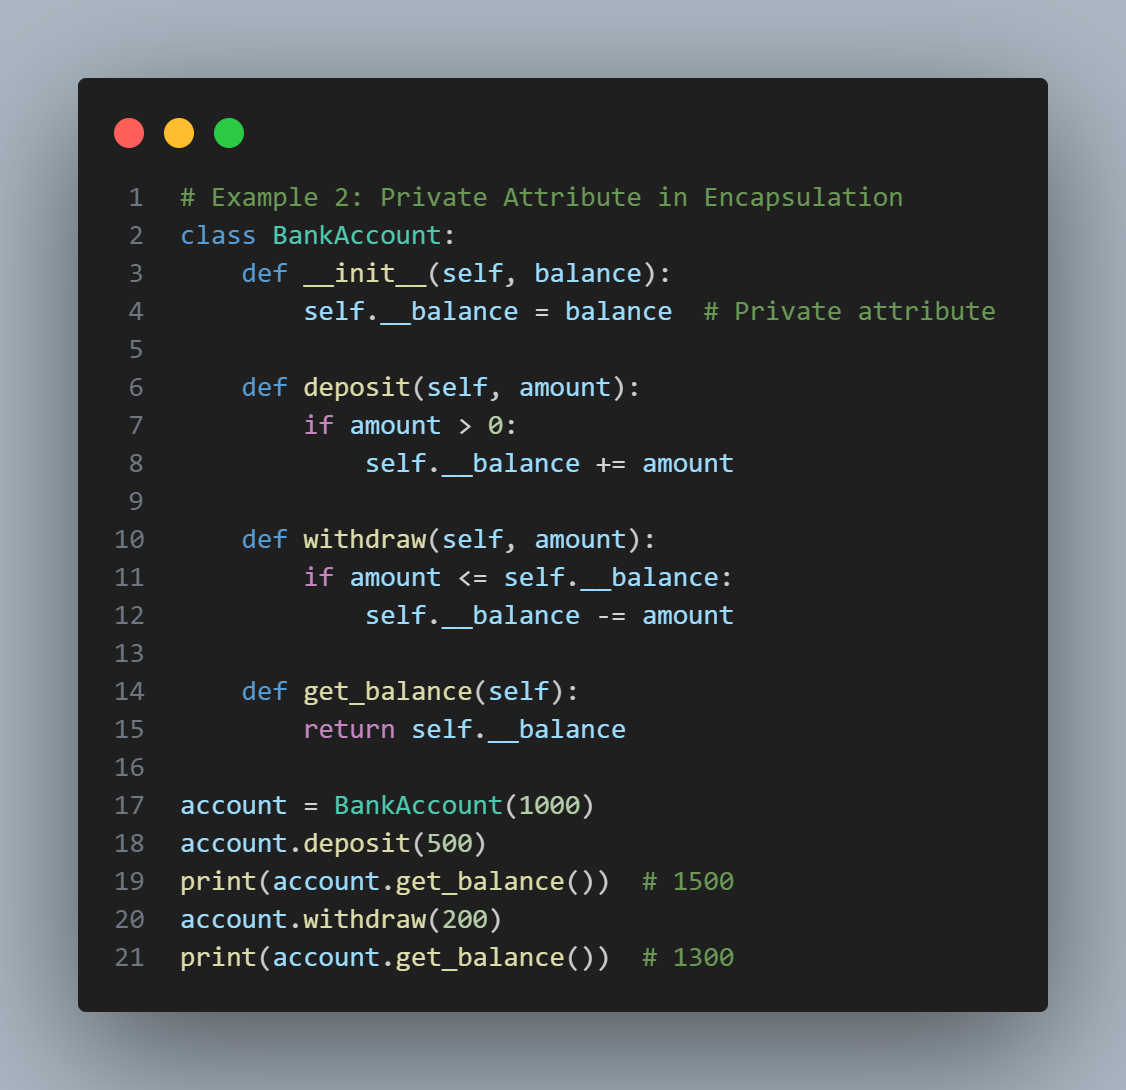 1 # Example 2: Private Attribute in Encapsulation
2 class BankAccount:
3     def __init__(self, balance):
4         self.__balance = balance  # Private attribute
5
6     def deposit(self, amount):
7         if amount > 0:
8             self.__balance += amount
9
10     def withdraw(self, amount):
11         if amount <= self.__balance:
12             self.__balance -= amount
13
14     def get_balance(self):
15         return self.__balance
16
17 account = BankAccount(1000)
18 account.deposit(500)
19 print(account.get_balance())  # 1500
20 account.withdraw(200)
21 print(account.get_balance())  # 1300